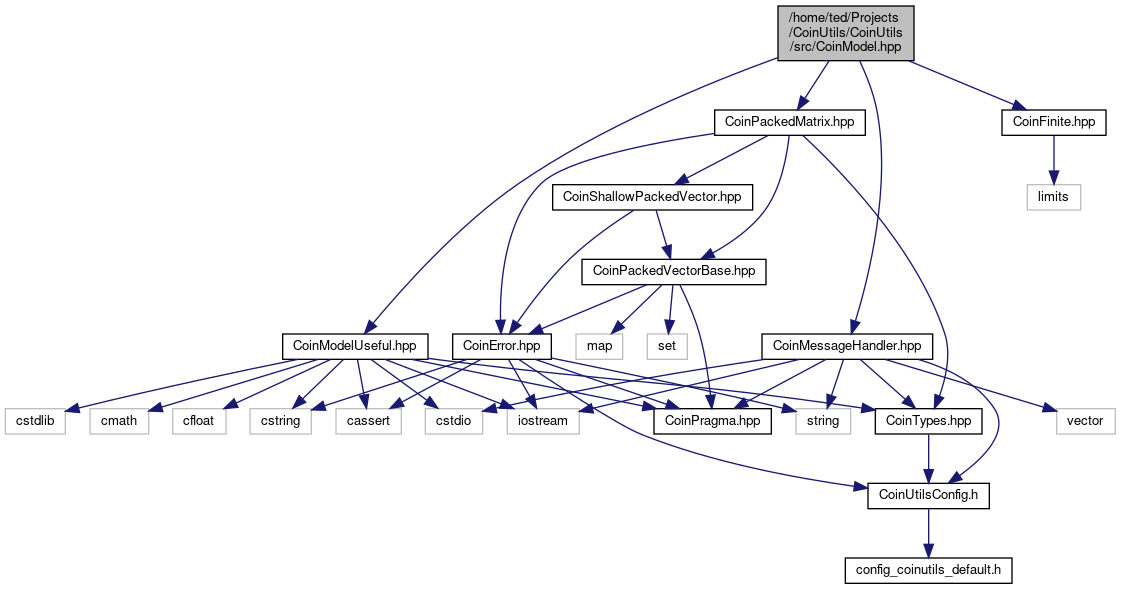 /home/ted/Projects
/CoinUtils/CoinUtils
/src/CoinModel.hpp
CoinPackedMatrix.hpp
CoinFinite.hpp
CoinShallowPackedVector.hpp
limits
CoinPackedVectorBase.hpp
CoinModelUseful.hpp
CoinError.hpp
map
set
CoinMessageHandler.hpp
cstdlib
cmath
cfloat
cstring
cassert
cstdio
iostream
CoinPragma.hpp
string
CoinTypes.hpp
vector
CoinUtilsConfig.h
config_coinutils_default.h